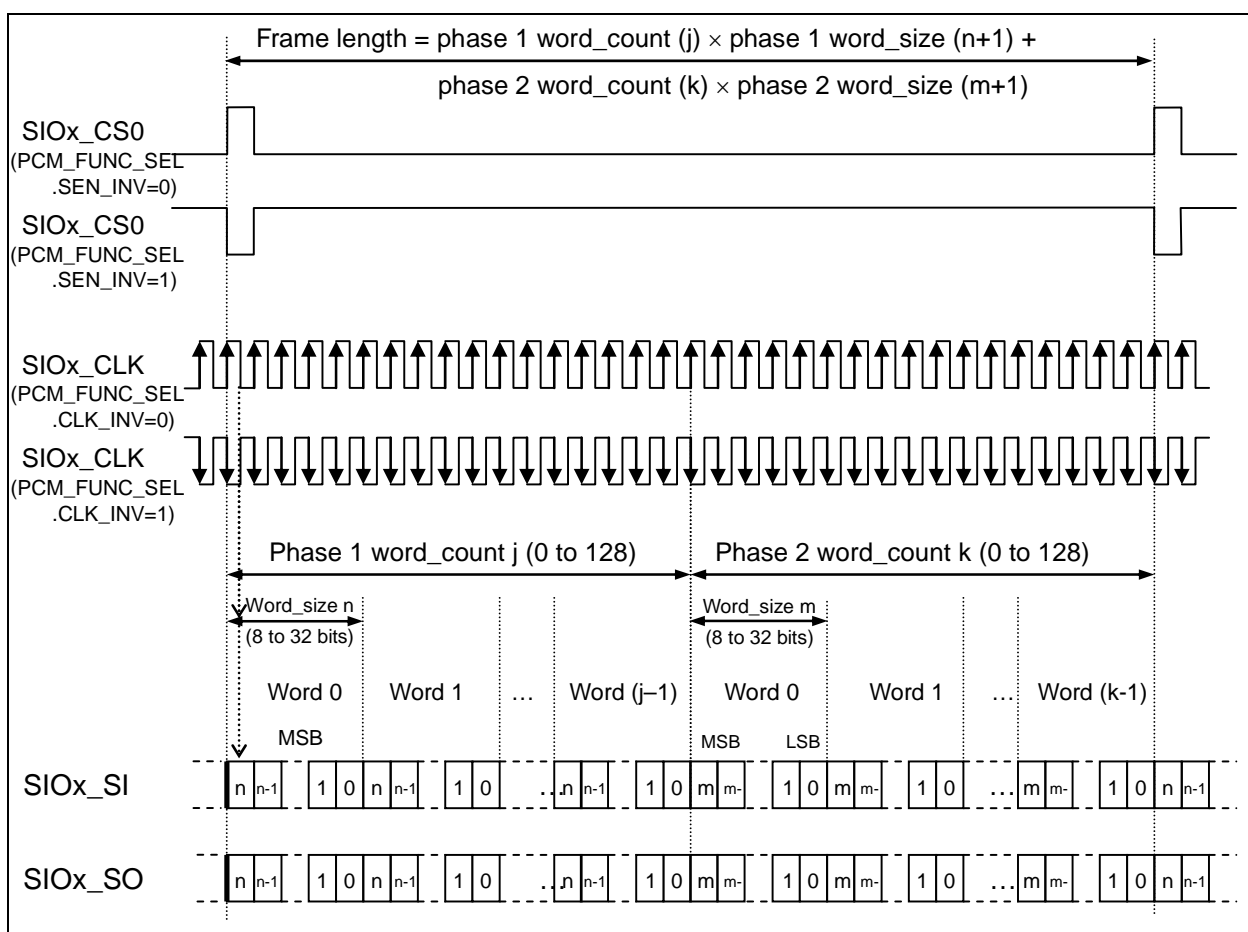 Frame length = phase 1 word_count (j) × phase 1 word_size (n+1) +
phase 2 word_count (k) × phase 2 word_size (m+1)
SIOx_CS0
(PCM_FUNC_SEL
.SEN_INV=0)
SIOx_CS0
(PCM_FUNC_SEL
.SEN_INV=1)
SIOx_CLK
(PCM_FUNC_SEL
.CLK_INV=0)
SIOx_CLK
(PCM_FUNC_SEL
.CLK_INV=1)
Phase 1 word_count j (0 to 128) Phase 2 word_count k (0 to 128)
Word_size n Word_size m
(8 to 32 bits) (8 to 32 bits)
Word 0 Word 1 … Word (j–1) Word 0 Word 1 … Word (k-1)
MSB MSB LSB
SIOx_SI n n-1 1 0 n n-1 1 0 … n n-1 1 0 m m- 1 0 m m- 1 0 … m m- 1 0 n n-1
SIOx_SO n n-1 1 0 n n-1 1 0 … n n-1 1 0 m m- 1 0 m m- 1 0 … m m- 1 0 n n-1